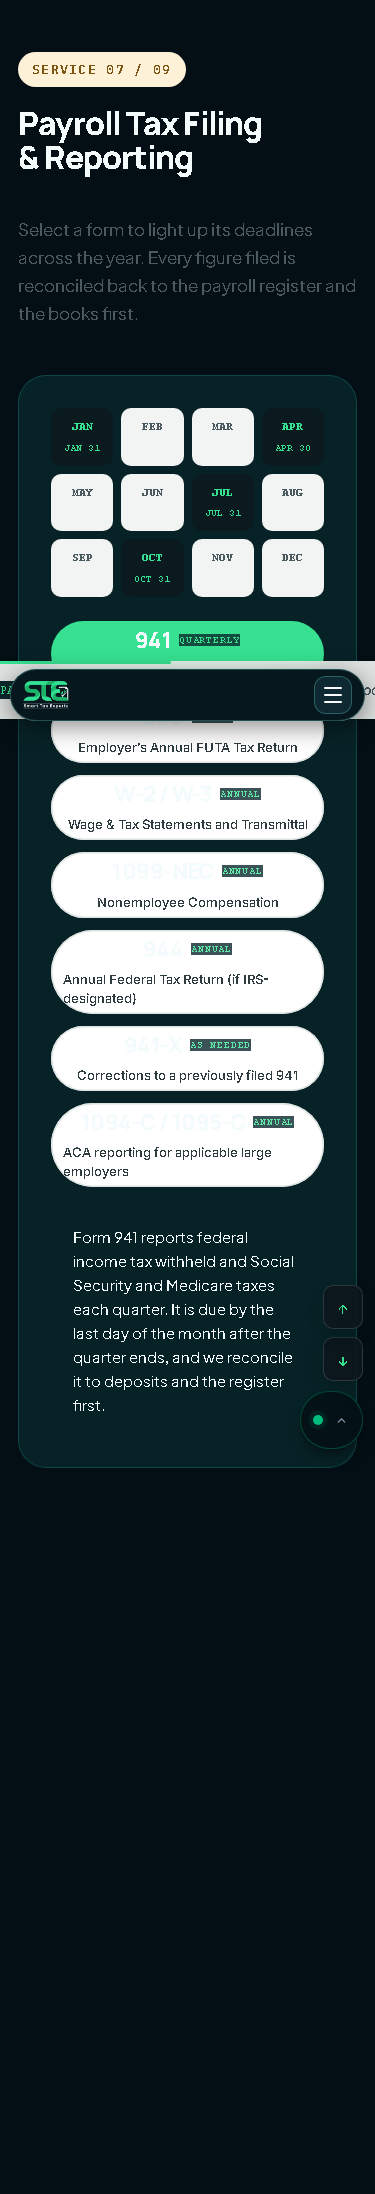 SERVICE 07 / 09
Payroll Tax Filing
& Reporting
Select a form to light up its deadlines
across the year. Every figure filed is
reconciled back to the payroll register and
the books first.
JAN FEB MAR APR
JAN 31 APR 30
MAY JUN JUL AUG
JUL 31
SEP OCT NOV DEC
OCT 31
941 QUARTERLY
STE
Smart Tax Experts
Employer's Annual FUTA Tax Return
W-2 / W-3 ANNUAL
Wage & Tax Statements and Transmittal
1099-NEC ANNUAL
Nonemployee Compensation
944 ANNUAL
Annual Federal Tax Return (if IRS-
designated)
941-X AS NEEDED
Corrections to a previously filed 941
1094-C / 1095-C ANNUAL
ACA reporting for applicable large
employers
Form 941 reports federal
income tax withheld and Social
Security and Medicare taxes
each quarter. It is due by the
last day of the month after the
quarter ends, and we reconcile
it to deposits and the register
first.